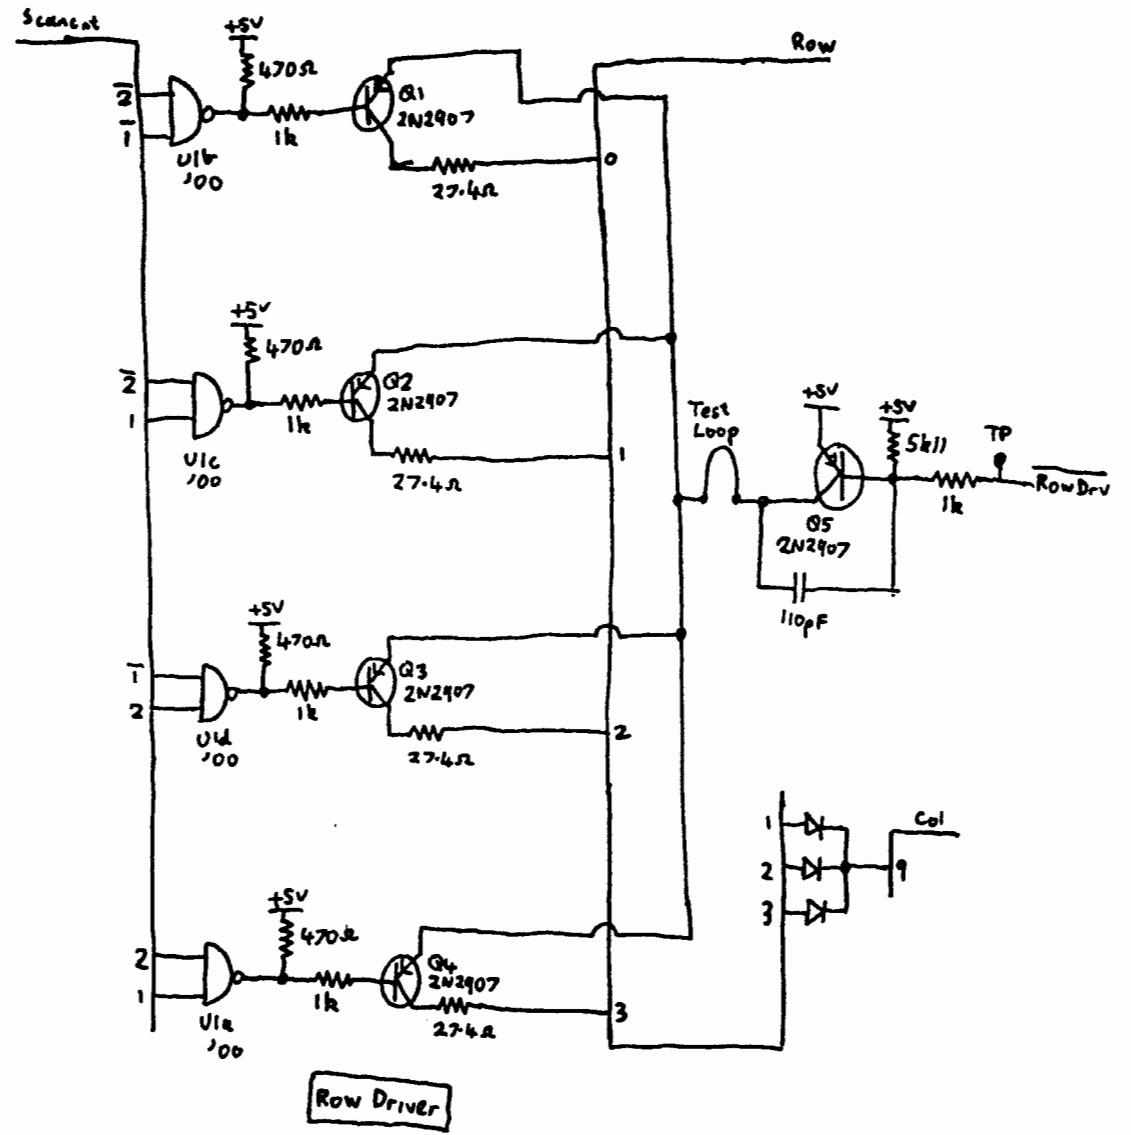 Scancnt
+5V
470Ω
2̅
1̅
U1b
'00
1k
Q1
2N2907
27.4Ω
0
Row
+5V
470Ω
2̅
1
U1c
'00
1k
Q2
2N2907
27.4Ω
1
Test
Loop
+5V
+5V
5k11
TP
R̅o̅w̅D̅r̅v̅
1k
Q5
2N2907
110pF
+5V
470Ω
1̅
2
U1d
'00
1k
Q3
2N2907
27.4Ω
2
1
2
3
Col
9
+5V
470Ω
2
1
U1a
'00
1k
Q4
2N2907
27.4Ω
3
Row Driver